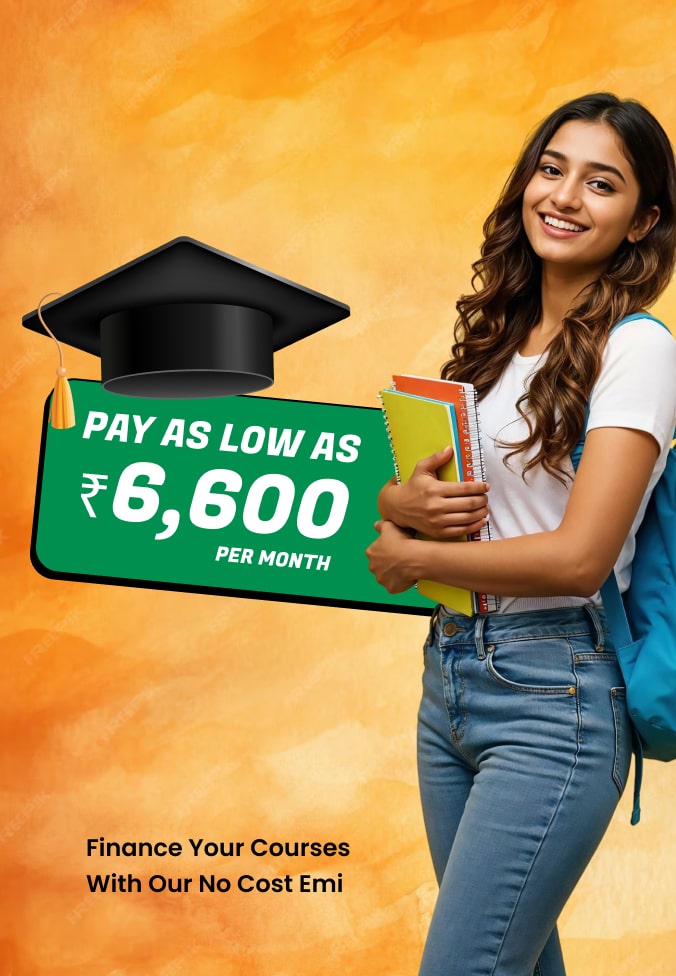 PAY AS LOW AS
₹6,600
PER MONTH
Finance Your Courses
With Our No Cost Emi